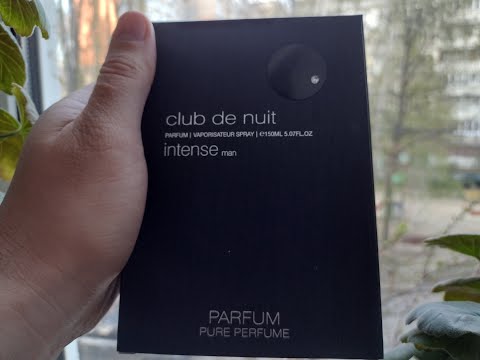 club de nuit
PARFUM | VAPORISATEUR SPRAY | ℮150ML 5.07FL.OZ
intense man
PARFUM
PURE PERFUME